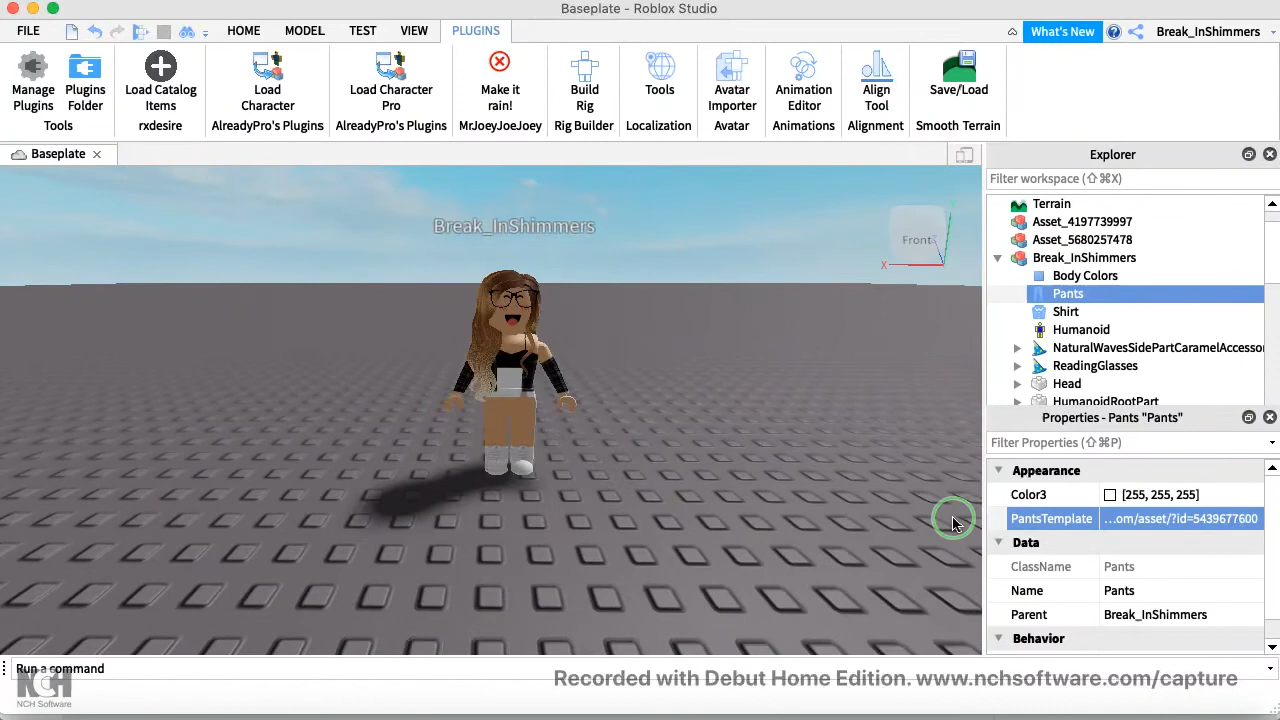 Baseplate - Roblox Studio
FILE HOME MODEL TEST VIEW PLUGINS What's New Break_InShimmers
Manage Plugins
Plugins Folder
Tools
Load Catalog Items
rxdesire
Load Character
AlreadyPro's Plugins
Load Character Pro
AlreadyPro's Plugins
Make it rain!
MrJoeyJoeJoey
Build Rig
Rig Builder
Tools
Localization
Avatar Importer
Avatar
Animation Editor
Animations
Align Tool
Alignment
Save/Load
Smooth Terrain
Baseplate
Break_InShimmers
Front
X
Explorer
Filter workspace (⇧⌘X)
Terrain
Asset_4197739997
Asset_5680257478
Break_InShimmers
Body Colors
Pants
Shirt
Humanoid
NaturalWavesSidePartCaramelAccessor
ReadingGlasses
Head
HumanoidRootPart
Properties - Pants "Pants"
Filter Properties (⇧⌘P)
Appearance
Color3 [255, 255, 255]
PantsTemplate ...om/asset/?id=5439677600
Data
ClassName Pants
Name Pants
Parent Break_InShimmers
Behavior
Run a command
NCH
NCH Software
Recorded with Debut Home Edition. www.nchsoftware.com/capture